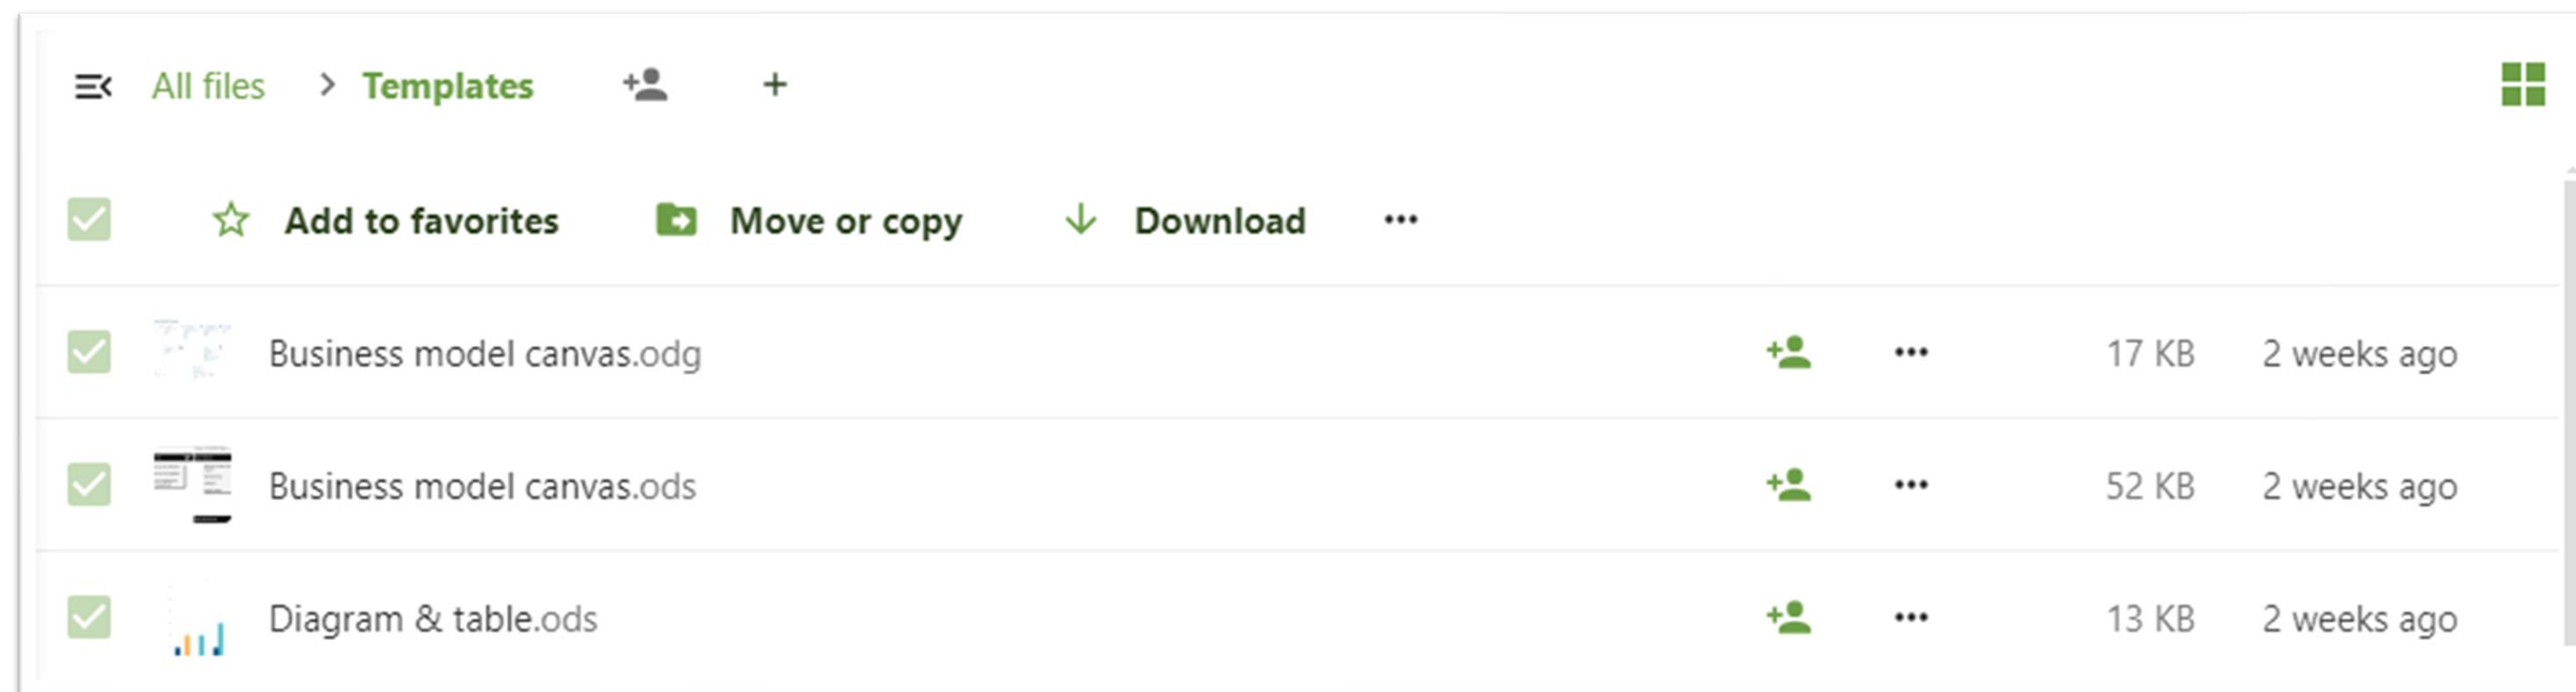 All files > Templates
Add to favorites Move or copy Download ...
Business model canvas.odg ... 17 KB 2 weeks ago
Business model canvas.ods ... 52 KB 2 weeks ago
Diagram & table.ods ... 13 KB 2 weeks ago